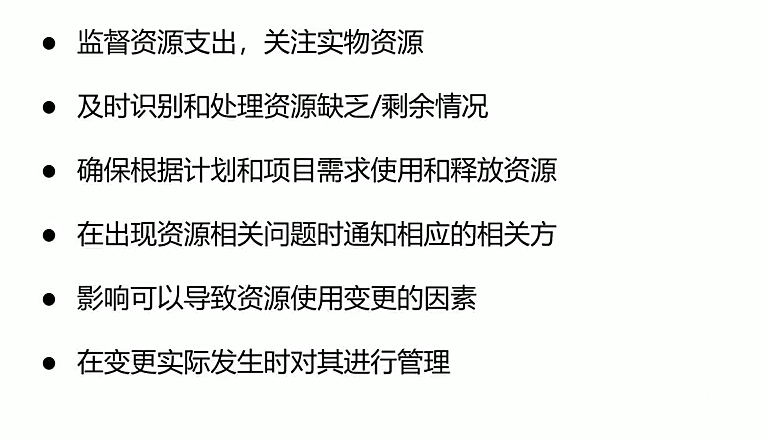 ● 监督资源支出，关注实物资源
● 及时识别和处理资源缺乏/剩余情况
● 确保根据计划和项目需求使用和释放资源
● 在出现资源相关问题时通知相应的相关方
● 影响可以导致资源使用变更的因素
● 在变更实际发生时对其进行管理